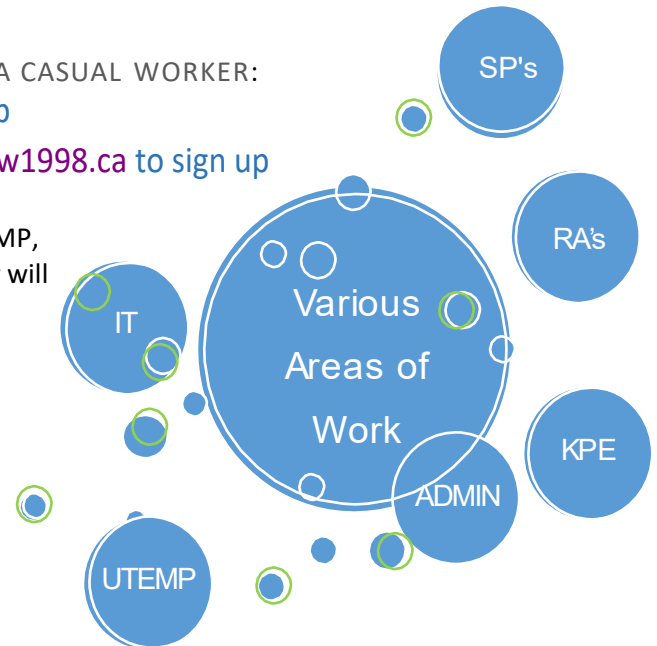 A CASUAL WORKER:
w1998.ca to sign up
MP,
will
SP's
RA's
IT
Various
Areas of
Work
KPE
ADMIN
UTEMP